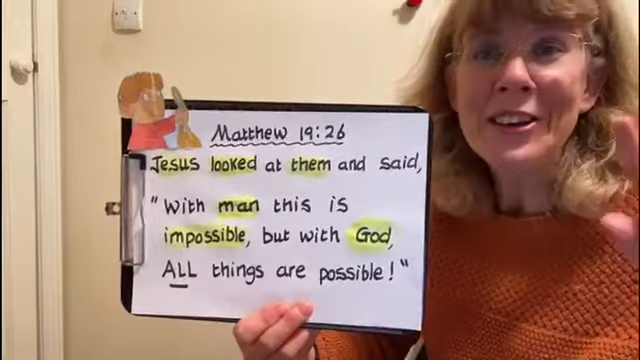 Matthew 19:26
Jesus looked at them and said,
"With man this is
impossible, but with God,
ALL things are possible!"